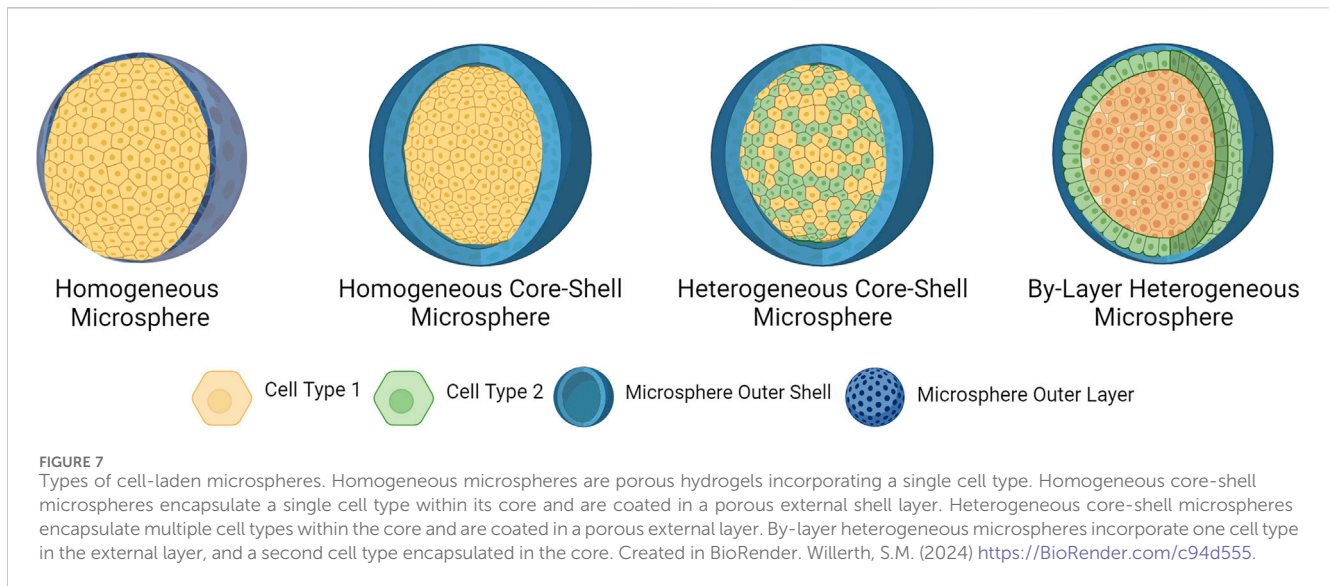 Homogeneous
Microsphere
Homogeneous Core-Shell
Microsphere
Heterogeneous Core-Shell
Microsphere
By-Layer Heterogeneous
Microsphere
Cell Type 1
Cell Type 2
Microsphere Outer Shell
Microsphere Outer Layer
FIGURE 7
Types of cell-laden microspheres. Homogeneous microspheres are porous hydrogels incorporating a single cell type. Homogeneous core-shell
microspheres encapsulate a single cell type within its core and are coated in a porous external shell layer. Heterogeneous core-shell microspheres
encapsulate multiple cell types within the core and are coated in a porous external layer. By-layer heterogeneous microspheres incorporate one cell type
in the external layer, and a second cell type encapsulated in the core. Created in BioRender. Willerth, S.M. (2024) https://BioRender.com/c94d555.